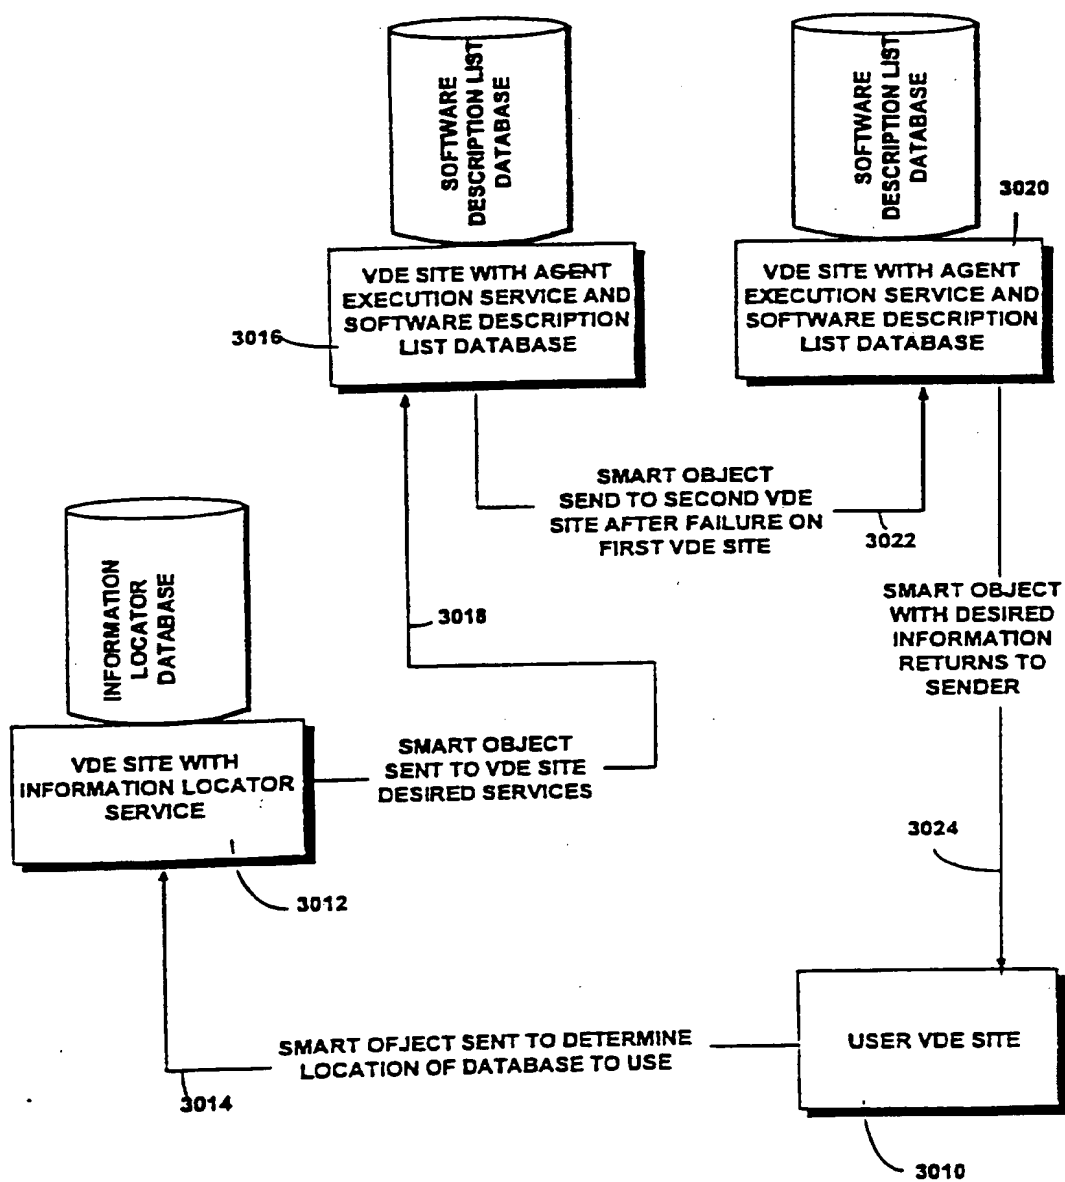 SOFTWARE
DESCRIPTION LIST
DATABASE
SOFTWARE
DESCRIPTION LIST
DATABASE
3020
VDE SITE WITH AGENT
EXECUTION SERVICE AND
SOFTWARE DESCRIPTION
LIST DATABASE
3016
VDE SITE WITH AGENT
EXECUTION SERVICE AND
SOFTWARE DESCRIPTION
LIST DATABASE
SMART OBJECT
SEND TO SECOND VDE
SITE AFTER FAILURE ON
FIRST VDE SITE
3022
INFORMATION
LOCATOR
DATABASE
3018
SMART OBJECT
WITH DESIRED
INFORMATION
RETURNS TO
SENDER
VDE SITE WITH
INFORMATION LOCATOR
SERVICE
SMART OBJECT
SENT TO VDE SITE
DESIRED SERVICES
3024
3012
SMART OFJECT SENT TO DETERMINE
LOCATION OF DATABASE TO USE
USER VDE SITE
3014
3010